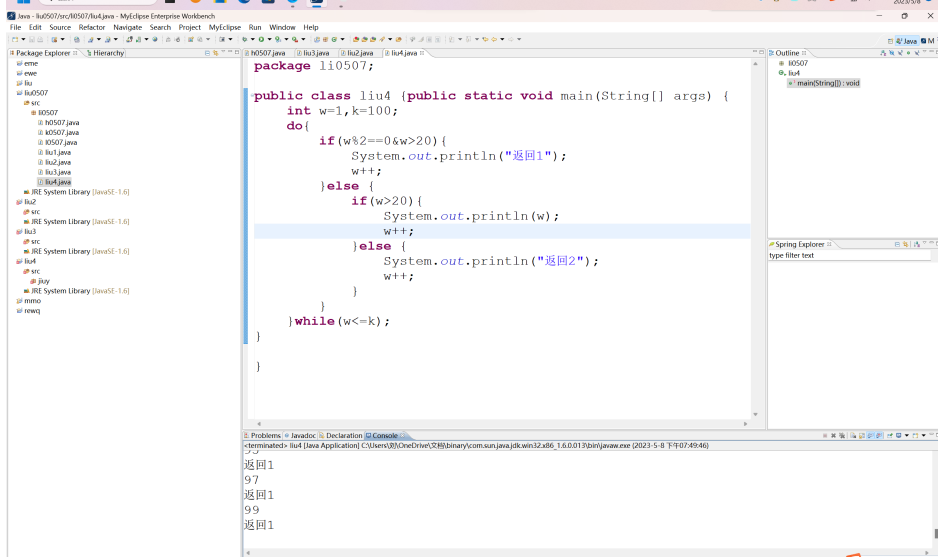 2023/5/8
Java - liu0507/src/li0507/liu4.java - MyEclipse Enterprise Workbench
File Edit Source Refactor Navigate Search Project MyEclipse Run Window Help
Java
Package Explorer
Hierarchy
eme
ewe
liu
liu0507
src
li0507
h0507.java
k0507.java
l0507.java
liu1.java
liu2.java
liu3.java
liu4.java
JRE System Library [JavaSE-1.6]
liu2
src
JRE System Library [JavaSE-1.6]
liu3
src
JRE System Library [JavaSE-1.6]
liu4
src
jiuy
JRE System Library [JavaSE-1.6]
mmo
rewq
h0507.java
liu3.java
liu2.java
liu4.java
package li0507;
public class liu4 {public static void main(String[] args) {
int w=1,k=100;
do{
if(w%2==0&w>20){
System.out.println("返回1");
w++;
}else {
if(w>20){
System.out.println(w);
w++;
}else {
System.out.println("返回2");
w++;
}
}
}while(w<=k);
}
}
Outline
li0507
liu4
main(String[]) : void
Spring Explorer
type filter text
Problems
Javadoc
Declaration
Console
<terminated> liu4 [Java Application] C:\Users\刘\OneDrive\文档\binary\com.sun.java.jdk.win32.x86_1.6.0.013\bin\javaw.exe (2023-5-8 下午07:49:46)
返回1
97
返回1
99
返回1